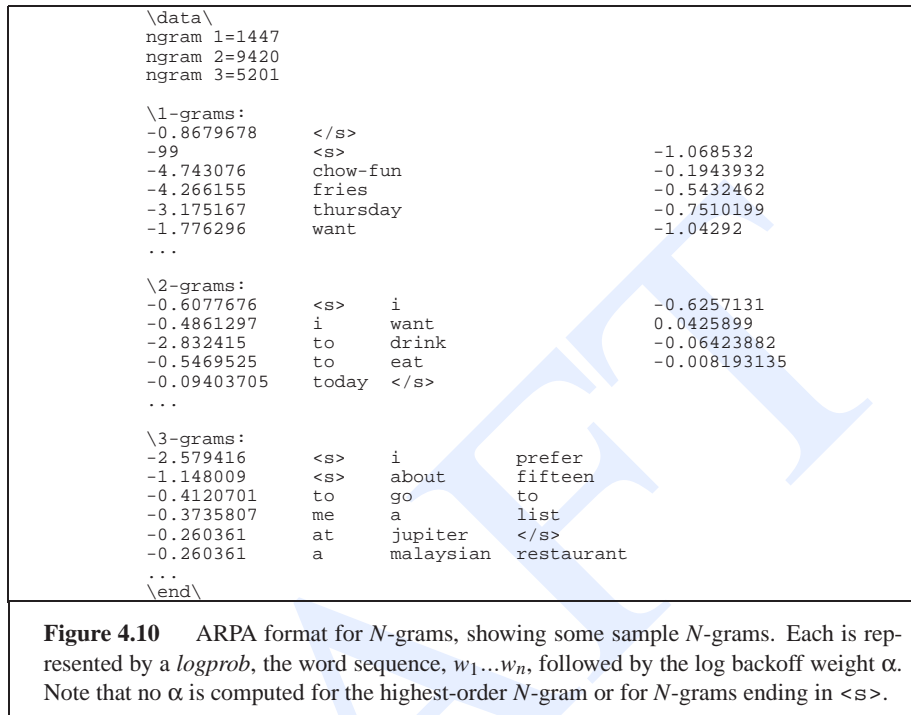 \data\
ngram 1=1447
ngram 2=9420
ngram 3=5201
\1-grams:
-0.8679678 </s>
-99 <s> -1.068532
-4.743076 chow-fun -0.1943932
-4.266155 fries -0.5432462
-3.175167 thursday -0.7510199
-1.776296 want -1.04292
...
\2-grams:
-0.6077676 <s> i -0.6257131
-0.4861297 i want 0.0425899
-2.832415 to drink -0.06423882
-0.5469525 to eat -0.008193135
-0.09403705 today </s>
...
\3-grams:
-2.579416 <s> i prefer
-1.148009 <s> about fifteen
-0.4120701 to go to
-0.3735807 me a list
-0.260361 at jupiter </s>
-0.260361 a malaysian restaurant
...
\end\
Figure 4.10 ARPA format for N-grams, showing some sample N-grams. Each is rep-
resented by a logprob, the word sequence, w1...wn, followed by the log backoff weight α.
Note that no α is computed for the highest-order N-gram or for N-grams ending in <s>.
AFT